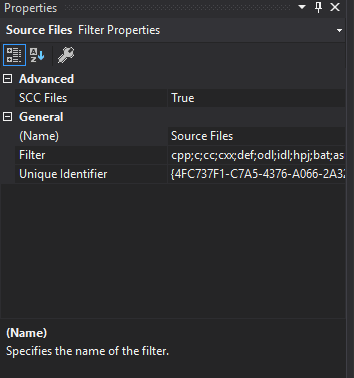 Properties
Source Files Filter Properties
Advanced
SCC Files True
General
(Name) Source Files
Filter cpp;c;cc;cxx;def;odl;idl;hpj;bat;as
Unique Identifier {4FC737F1-C7A5-4376-A066-2A32
(Name)
Specifies the name of the filter.